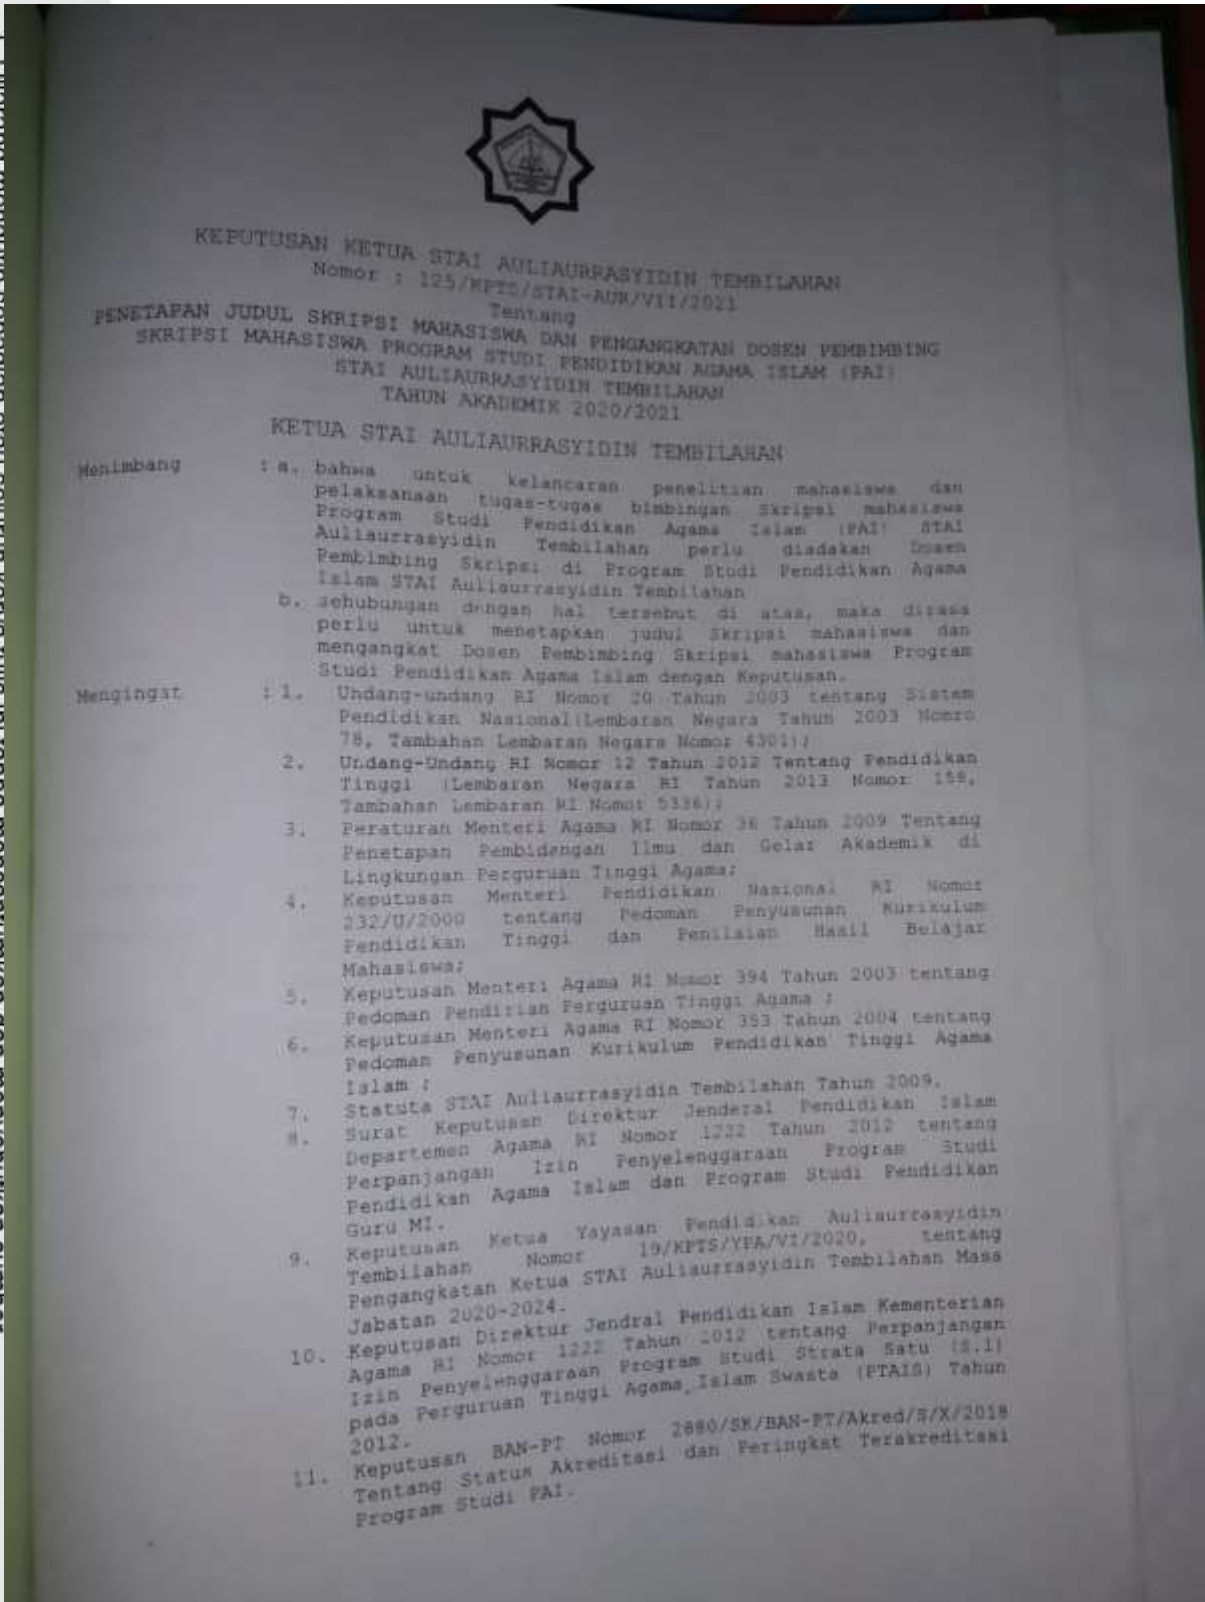 KEPUTUSAN KETUA STAI AULIAURRASYIDIN TEMBILAHAN
Nomor : 125/KPTS/STAI-AUR/VII/2021
Tentang
PENETAPAN JUDUL SKRIPSI MAHASISWA DAN PENGANGKATAN DOSEN PEMBIMBING
SKRIPSI MAHASISWA PROGRAM STUDI PENDIDIKAN AGAMA ISLAM (PAI)
STAI AULIAURRASYIDIN TEMBILAHAN
TAHUN AKADEMIK 2020/2021
KETUA STAI AULIAURRASYIDIN TEMBILAHAN
Menimbang : a. bahwa untuk kelancaran penelitian mahasiswa dan
pelaksanaan tugas-tugas bimbingan Skripsi mahasiswa
Program Studi Pendidikan Agama Islam (PAI) STAI
Auliaurrasyidin Tembilahan perlu diadakan Dosen
Pembimbing Skripsi di Program Studi Pendidikan Agama
Islam STAI Auliaurrasyidin Tembilahan
b. sehubungan dengan hal tersebut di atas, maka dirasa
perlu untuk menetapkan judul Skripsi mahasiswa dan
mengangkat Dosen Pembimbing Skripsi mahasiswa Program
Studi Pendidikan Agama Islam dengan Keputusan.
Mengingat : 1. Undang-undang RI Nomor 20 Tahun 2003 tentang Sistem
Pendidikan Nasional(Lembaran Negara Tahun 2003 Nomro
78, Tambahan Lembaran Negara Nomor 4301);
2. Undang-Undang RI Nomor 12 Tahun 2012 Tentang Pendidikan
Tinggi (Lembaran Negara RI Tahun 2013 Nomor 158,
Tambahan Lembaran RI Nomor 5336);
3. Peraturan Menteri Agama RI Nomor 36 Tahun 2009 Tentang
Penetapan Pembidangan Ilmu dan Gelar Akademik di
Lingkungan Perguruan Tinggi Agama;
4. Keputusan Menteri Pendidikan Nasional RI Nomor
232/U/2000 tentang Pedoman Penyusunan Kurikulum
Pendidikan Tinggi dan Penilaian Hasil Belajar
Mahasiswa;
5. Keputusan Menteri Agama RI Nomor 394 Tahun 2003 tentang
Pedoman Pendirian Perguruan Tinggi Agama ;
6. Keputusan Menteri Agama RI Nomor 353 Tahun 2004 tentang
Pedoman Penyusunan Kurikulum Pendidikan Tinggi Agama
Islam ;
7. Statuta STAI Auliaurrasyidin Tembilahan Tahun 2009.
8. Surat Keputusan Direktur Jenderal Pendidikan Islam
Departemen Agama RI Nomor 1222 Tahun 2012 tentang
Perpanjangan Izin Penyelenggaraan Program Studi
Pendidikan Agama Islam dan Program Studi Pendidikan
Guru MI.
9. Keputusan Ketua Yayasan Pendidikan Auliaurrasyidin
Tembilahan Nomor 19/KPTS/YPA/VI/2020, tentang
Pengangkatan Ketua STAI Auliaurrasyidin Tembilahan Masa
Jabatan 2020-2024.
10. Keputusan Direktur Jendral Pendidikan Islam Kementerian
Agama RI Nomor 1222 Tahun 2012 tentang Perpanjangan
Izin Penyelenggaraan Program Studi Strata Satu (S.1)
pada Perguruan Tinggi Agama Islam Swasta (PTAIS) Tahun
2012.
11. Keputusan BAN-PT Nomor 2880/SK/BAN-PT/Akred/S/X/2018
Tentang Status Akreditasi dan Peringkat Terakreditasi
Program Studi PAI.